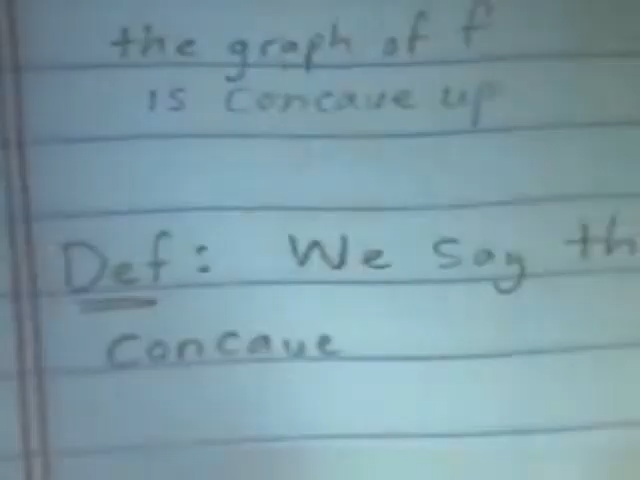 the graph of f
is concave up
Def: We say th
concave